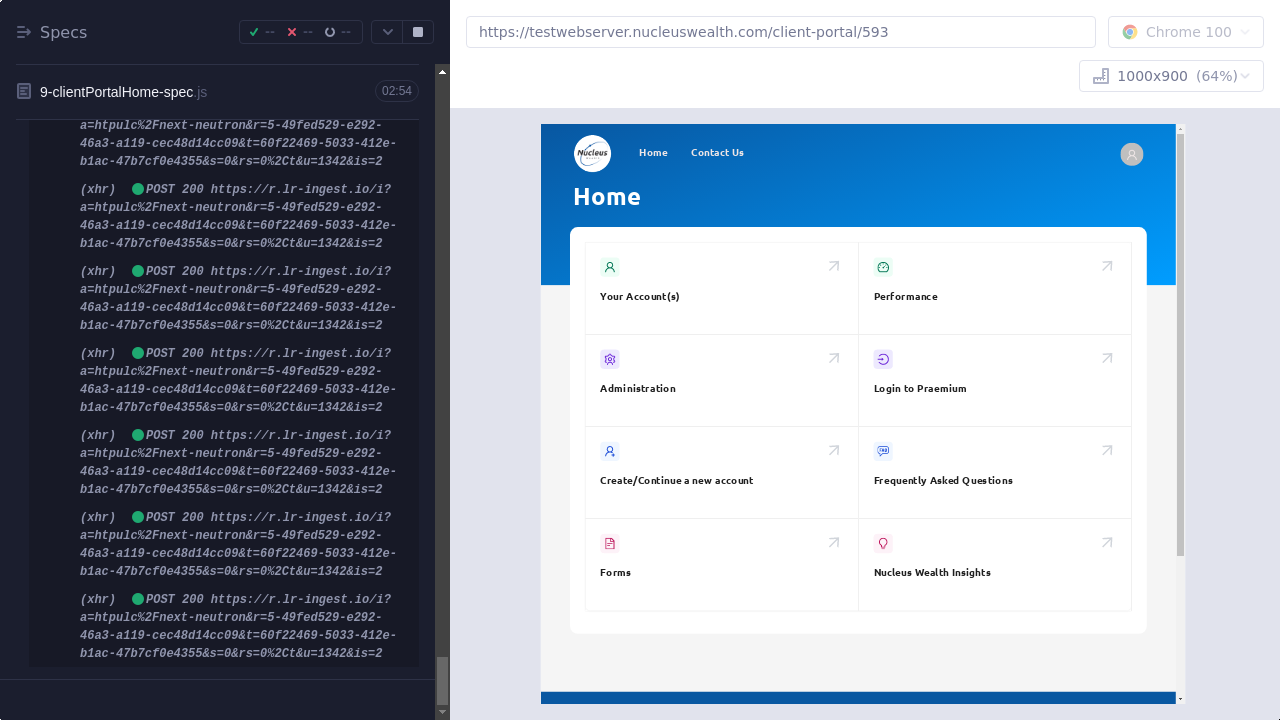 Specs
--
--
--
https://testwebserver.nucleuswealth.com/client-portal/593
Chrome 100
1000x900 (64%)
9-clientPortalHome-spec.js
02:54
a=htpulc%2Fnext-neutron&r=5-49fed529-e292-
46a3-a119-cec48d14cc09&t=60f22469-5033-412e-
b1ac-47b7cf0e4355&s=0&rs=0%2Ct&u=1342&is=2
(xhr) POST 200 https://r.lr-ingest.io/i?
a=htpulc%2Fnext-neutron&r=5-49fed529-e292-
46a3-a119-cec48d14cc09&t=60f22469-5033-412e-
b1ac-47b7cf0e4355&s=0&rs=0%2Ct&u=1342&is=2
(xhr) POST 200 https://r.lr-ingest.io/i?
a=htpulc%2Fnext-neutron&r=5-49fed529-e292-
46a3-a119-cec48d14cc09&t=60f22469-5033-412e-
b1ac-47b7cf0e4355&s=0&rs=0%2Ct&u=1342&is=2
(xhr) POST 200 https://r.lr-ingest.io/i?
a=htpulc%2Fnext-neutron&r=5-49fed529-e292-
46a3-a119-cec48d14cc09&t=60f22469-5033-412e-
b1ac-47b7cf0e4355&s=0&rs=0%2Ct&u=1342&is=2
(xhr) POST 200 https://r.lr-ingest.io/i?
a=htpulc%2Fnext-neutron&r=5-49fed529-e292-
46a3-a119-cec48d14cc09&t=60f22469-5033-412e-
b1ac-47b7cf0e4355&s=0&rs=0%2Ct&u=1342&is=2
(xhr) POST 200 https://r.lr-ingest.io/i?
a=htpulc%2Fnext-neutron&r=5-49fed529-e292-
46a3-a119-cec48d14cc09&t=60f22469-5033-412e-
b1ac-47b7cf0e4355&s=0&rs=0%2Ct&u=1342&is=2
(xhr) POST 200 https://r.lr-ingest.io/i?
a=htpulc%2Fnext-neutron&r=5-49fed529-e292-
46a3-a119-cec48d14cc09&t=60f22469-5033-412e-
b1ac-47b7cf0e4355&s=0&rs=0%2Ct&u=1342&is=2
Nucleus
Home
Contact Us
Home
Your Account(s)
Performance
Administration
Login to Praemium
Create/Continue a new account
Frequently Asked Questions
Forms
Nucleus Wealth Insights